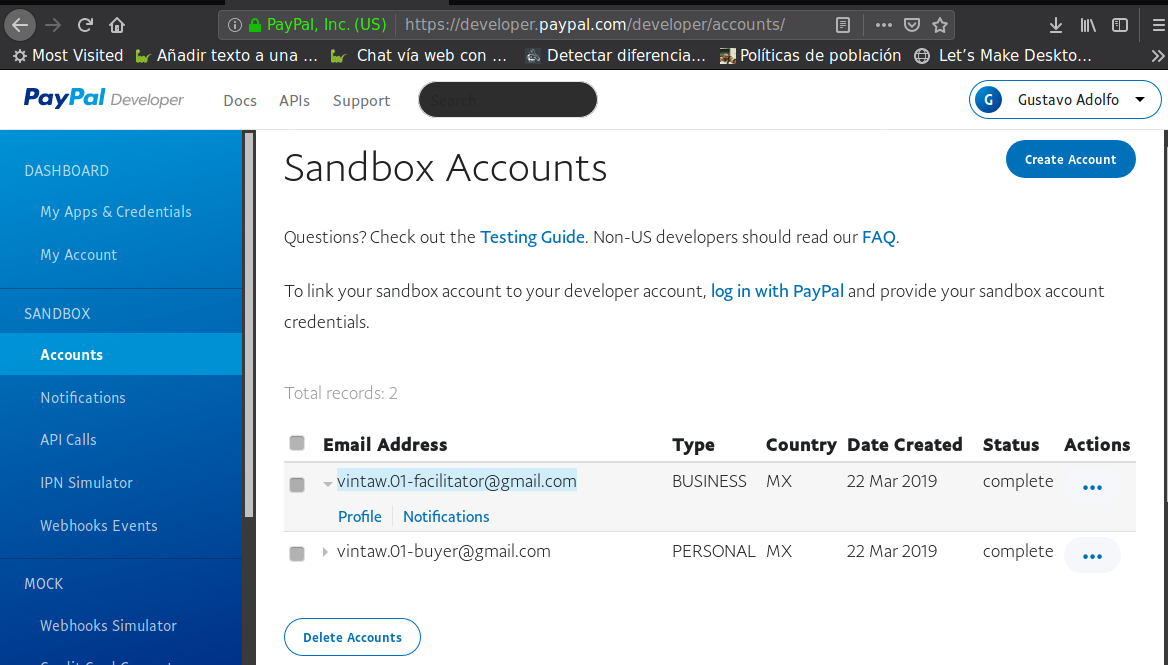 PayPal, Inc. (US) https://developer.paypal.com/developer/accounts/
Most Visited Añadir texto a una ... Chat vía web con ... Detectar diferencia... Políticas de población Let's Make Deskto...
PayPal Developer Docs APIs Support Search G Gustavo Adolfo
DASHBOARD
My Apps & Credentials
My Account
SANDBOX
Accounts
Notifications
API Calls
IPN Simulator
Webhooks Events
MOCK
Webhooks Simulator
Sandbox Accounts
Create Account
Questions? Check out the Testing Guide. Non-US developers should read our FAQ.
To link your sandbox account to your developer account, log in with PayPal and provide your sandbox account
credentials.
Total records: 2
Email Address Type Country Date Created Status Actions
vintaw.01-facilitator@gmail.com BUSINESS MX 22 Mar 2019 complete
Profile Notifications
vintaw.01-buyer@gmail.com PERSONAL MX 22 Mar 2019 complete
Delete Accounts